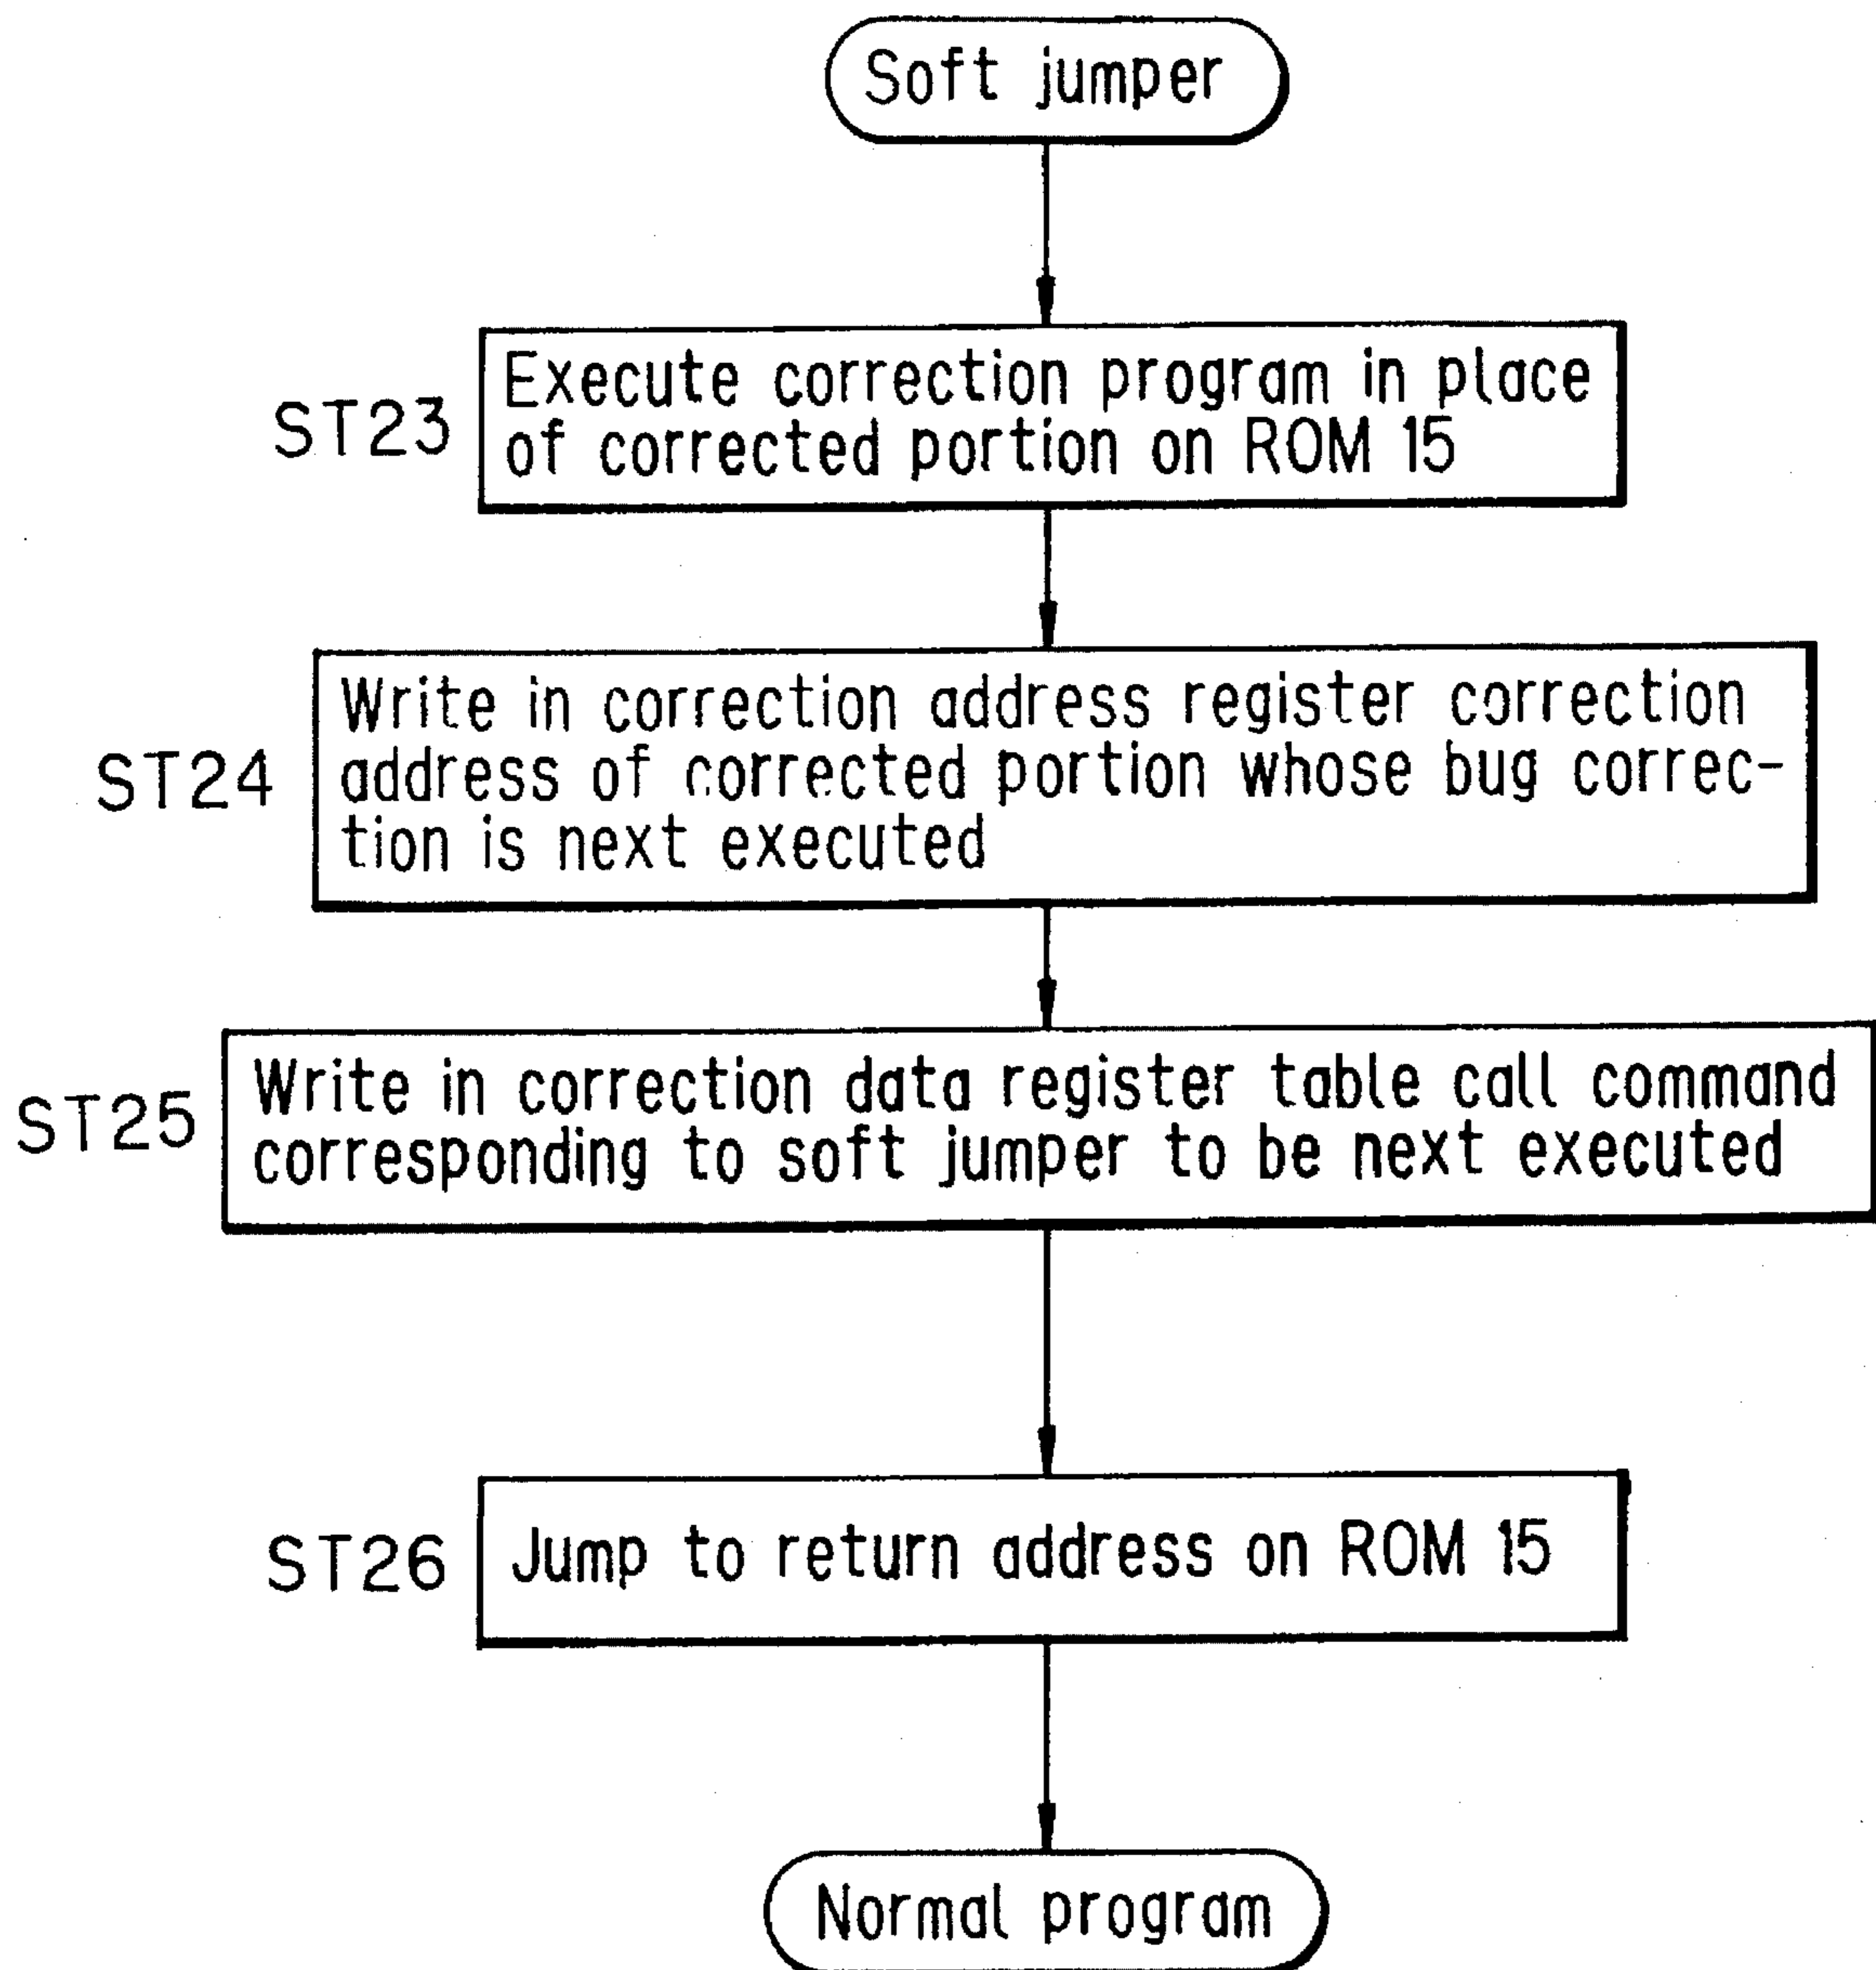 Soft jumper
ST23
Execute correction program in place
of corrected portion on ROM 15
ST24
Write in correction address register correction
address of corrected portion whose bug correc-
tion is next executed
ST25
Write in correction data register table call command
corresponding to soft jumper to be next executed
ST26
Jump to return address on ROM 15
Normal program